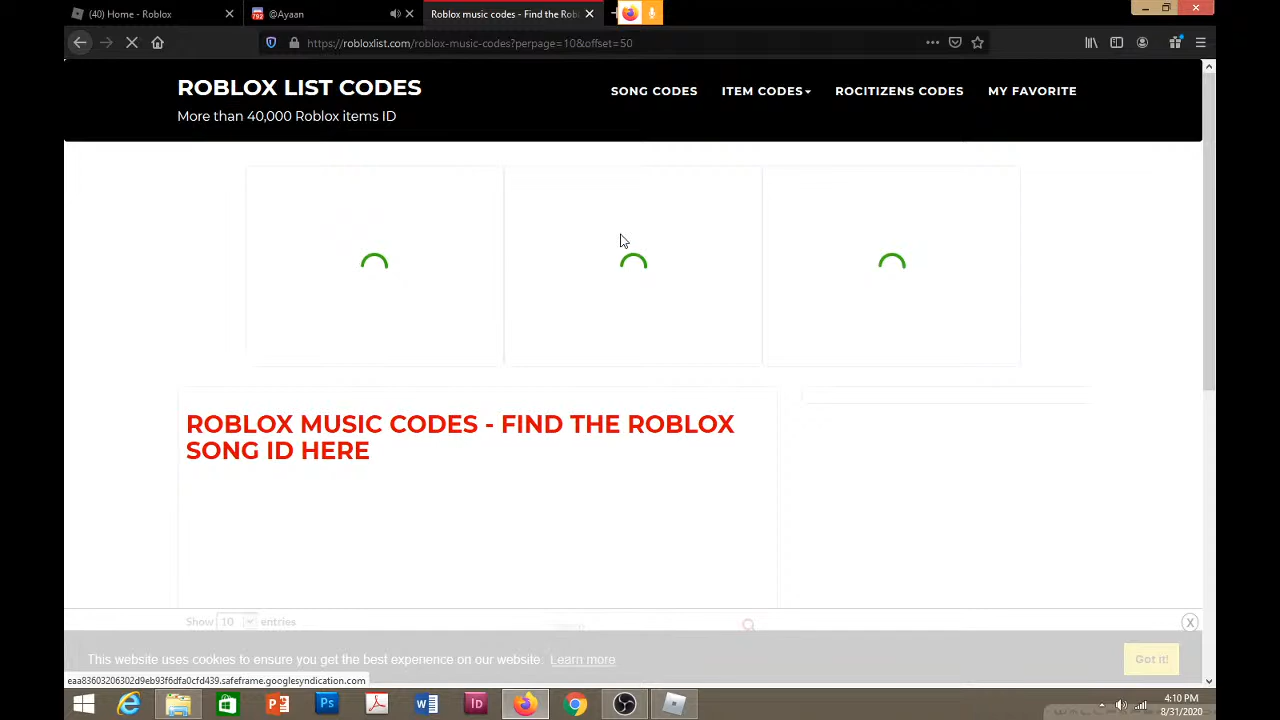 (40) Home - Roblox
792 @Ayaan
Roblox music codes - Find the Rob
https://robloxlist.com/roblox-music-codes?perpage=10&offset=50
ROBLOX LIST CODES
More than 40,000 Roblox items ID
SONG CODES ITEM CODES ROCITIZENS CODES MY FAVORITE
ROBLOX MUSIC CODES - FIND THE ROBLOX
SONG ID HERE
Show 10 entries
X
This website uses cookies to ensure you get the best experience on our website. Learn more
Got it!
eaa83603206302d9eb93f6dfa0cfd439.safeframe.googlesyndication.com
4:10 PM
8/31/2020